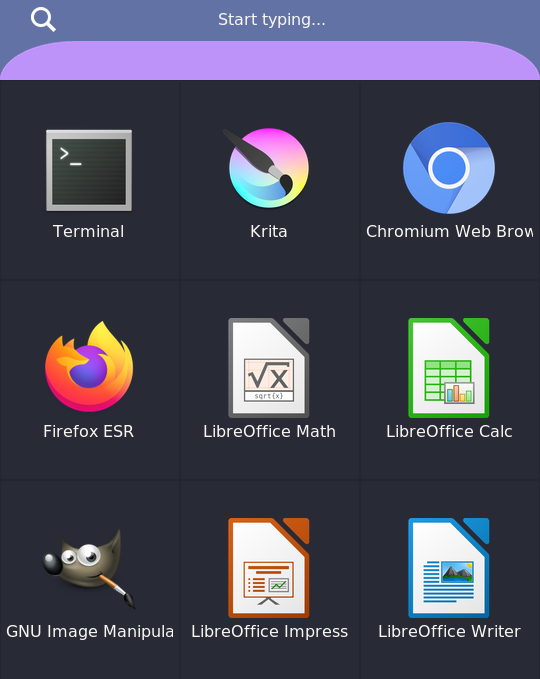 Start typing...
>_
Terminal
Krita
Chromium Web Brow
Firefox ESR
√x
sqrt{x}
LibreOffice Math
LibreOffice Calc
GNU Image Manipula
LibreOffice Impress
LibreOffice Writer